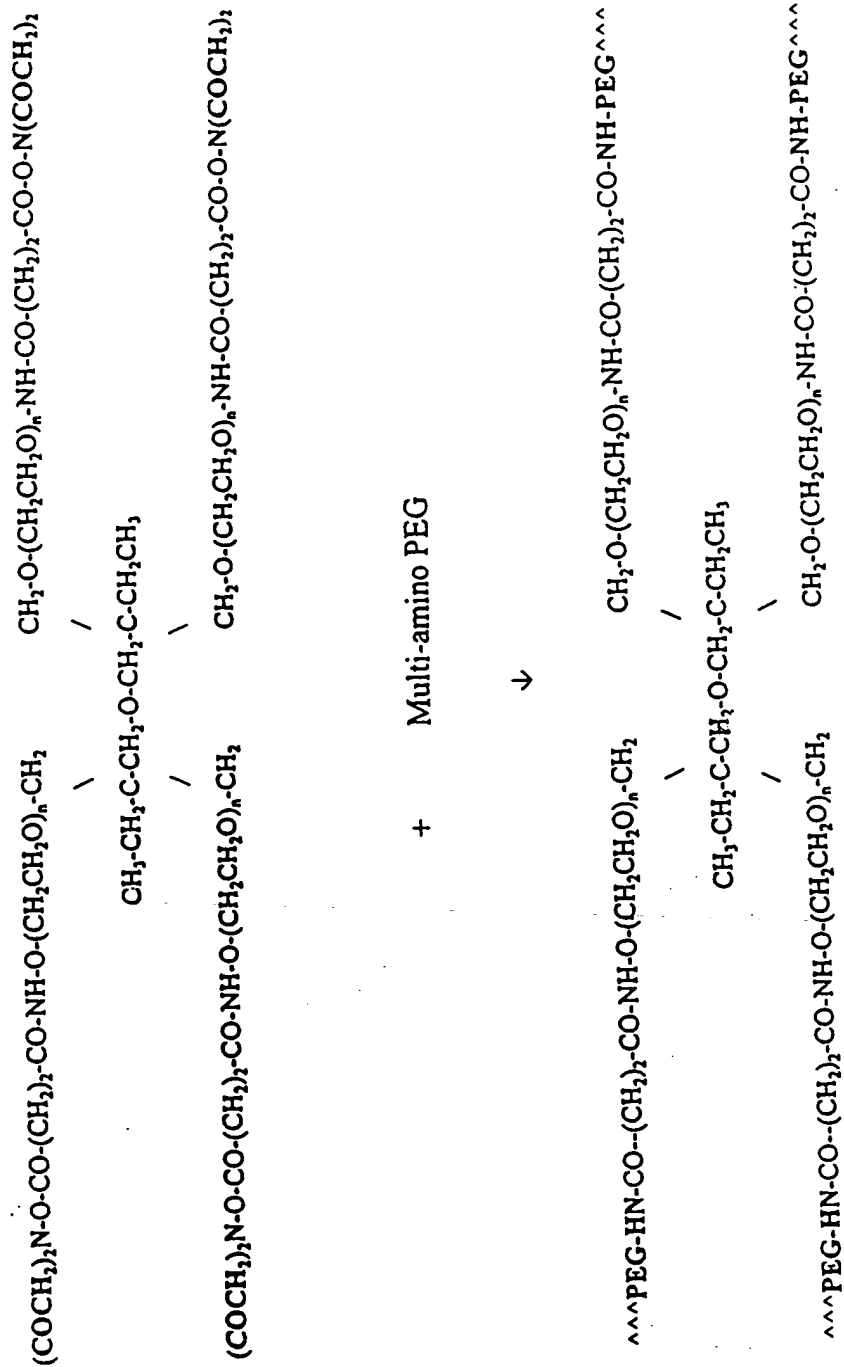 (COCH₂)₂N-O-CO-(CH₂)₂-CO-NH-O-(CH₂CH₂O)ₙ-CH₂ CH₂-O-(CH₂CH₂O)ₙ-NH-CO-(CH₂)₂-CO-O-N(COCH₂)₂
\ /
CH₃-CH₂-C-CH₂-O-CH₂-C-CH₂CH₃
/ \
(COCH₂)₂N-O-CO-(CH₂)₂-CO-NH-O-(CH₂CH₂O)ₙ-CH₂ CH₂-O-(CH₂CH₂O)ₙ-NH-CO-(CH₂)₂-CO-O-N(COCH₂)₂
+ Multi-amino PEG
↓
^^^PEG-HN-CO--(CH₂)₂-CO-NH-O-(CH₂CH₂O)ₙ-CH₂ CH₂-O-(CH₂CH₂O)ₙ-NH-CO-(CH₂)₂-CO-NH-PEG^^^
\ /
CH₃-CH₂-C-CH₂-O-CH₂-C-CH₂CH₃
/ \
^^^PEG-HN-CO--(CH₂)₂-CO-NH-O-(CH₂CH₂O)ₙ-CH₂ CH₂-O-(CH₂CH₂O)ₙ-NH-CO-(CH₂)₂-CO-NH-PEG^^^